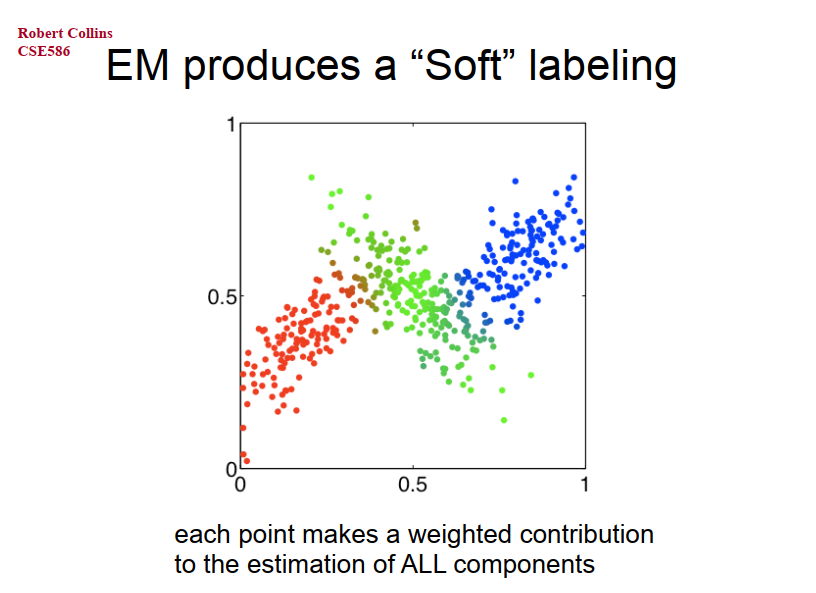 Robert Collins
CSE586
EM produces a “Soft” labeling
1
0.5
0
0
0.5
1
each point makes a weighted contribution
to the estimation of ALL components